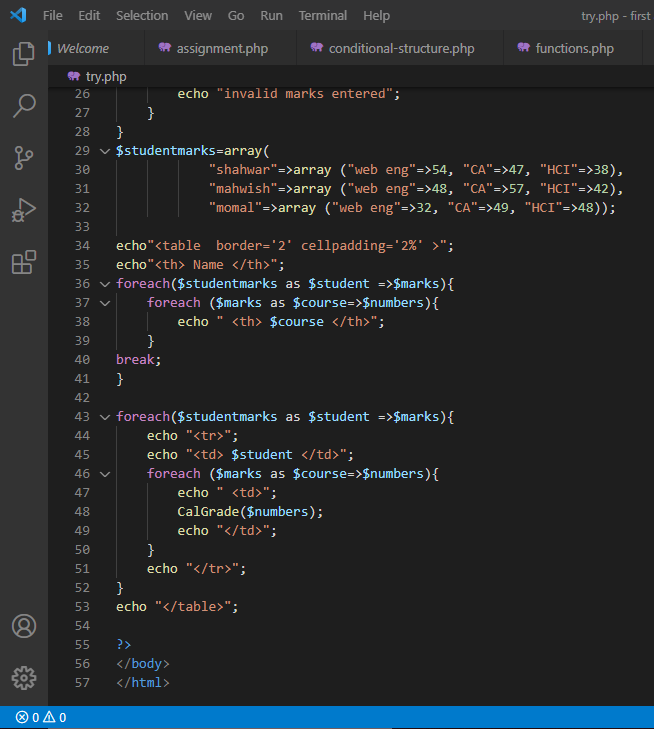 File Edit Selection View Go Run Terminal Help try.php - first
Welcome assignment.php conditional-structure.php functions.php
try.php
26 echo "invalid marks entered";
27 }
28 }
29 $studentmarks=array(
30 "shahwar"=>array ("web eng"=>54, "CA"=>47, "HCI"=>38),
31 "mahwish"=>array ("web eng"=>48, "CA"=>57, "HCI"=>42),
32 "momal"=>array ("web eng"=>32, "CA"=>49, "HCI"=>48));
33
34 echo"<table  border='2' cellpadding='2%' >";
35 echo"<th> Name </th>";
36 foreach($studentmarks as $student =>$marks){
37 foreach ($marks as $course=>$numbers){
38 echo " <th> $course </th>";
39 }
40 break;
41 }
42
43 foreach($studentmarks as $student =>$marks){
44 echo "<tr>";
45 echo "<td> $student </td>";
46 foreach ($marks as $course=>$numbers){
47 echo " <td>";
48 CalGrade($numbers);
49 echo "</td>";
50 }
51 echo "</tr>";
52 }
53 echo "</table>";
54
55 ?>
56 </body>
57 </html>
0 0